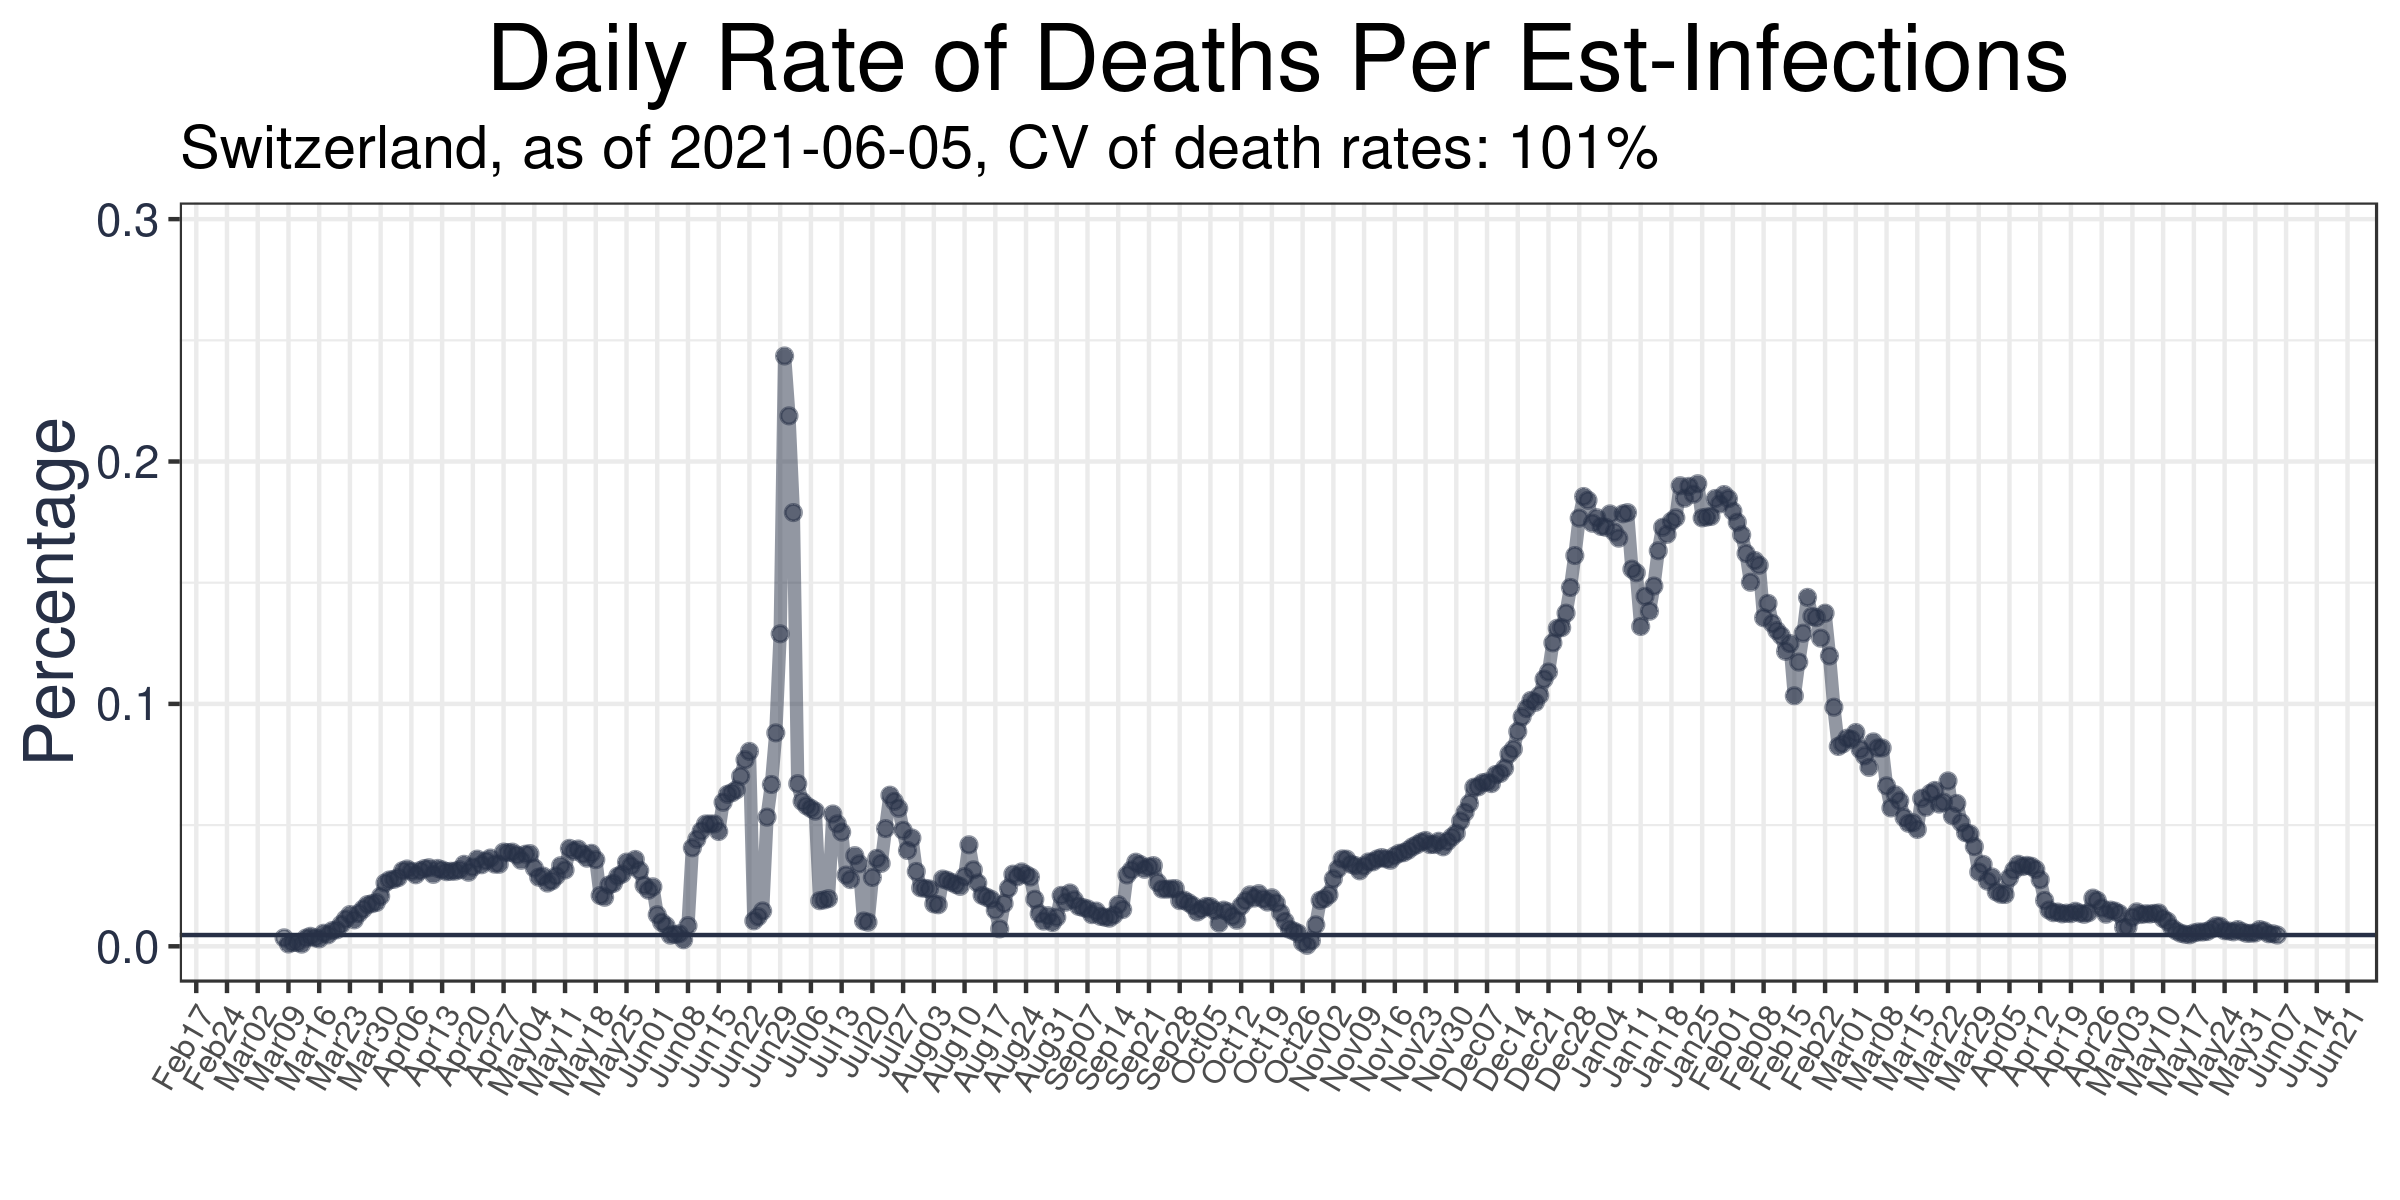 Daily Rate of Deaths Per Est-Infections
Switzerland, as of 2021-06-05, CV of death rates: 101%
Percentage
0.3
0.2
0.1
0.0
Feb17
Feb24
Mar02
Mar09
Mar16
Mar23
Mar30
Apr06
Apr13
Apr20
Apr27
May04
May11
May18
May25
Jun01
Jun08
Jun15
Jun22
Jun29
Jul06
Jul13
Jul20
Jul27
Aug03
Aug10
Aug17
Aug24
Aug31
Sep07
Sep14
Sep21
Sep28
Oct05
Oct12
Oct19
Oct26
Nov02
Nov09
Nov16
Nov23
Nov30
Dec07
Dec14
Dec21
Dec28
Jan04
Jan11
Jan18
Jan25
Feb01
Feb08
Feb15
Feb22
Mar01
Mar08
Mar15
Mar22
Mar29
Apr05
Apr12
Apr19
Apr26
May03
May10
May17
May24
May31
Jun07
Jun14
Jun21